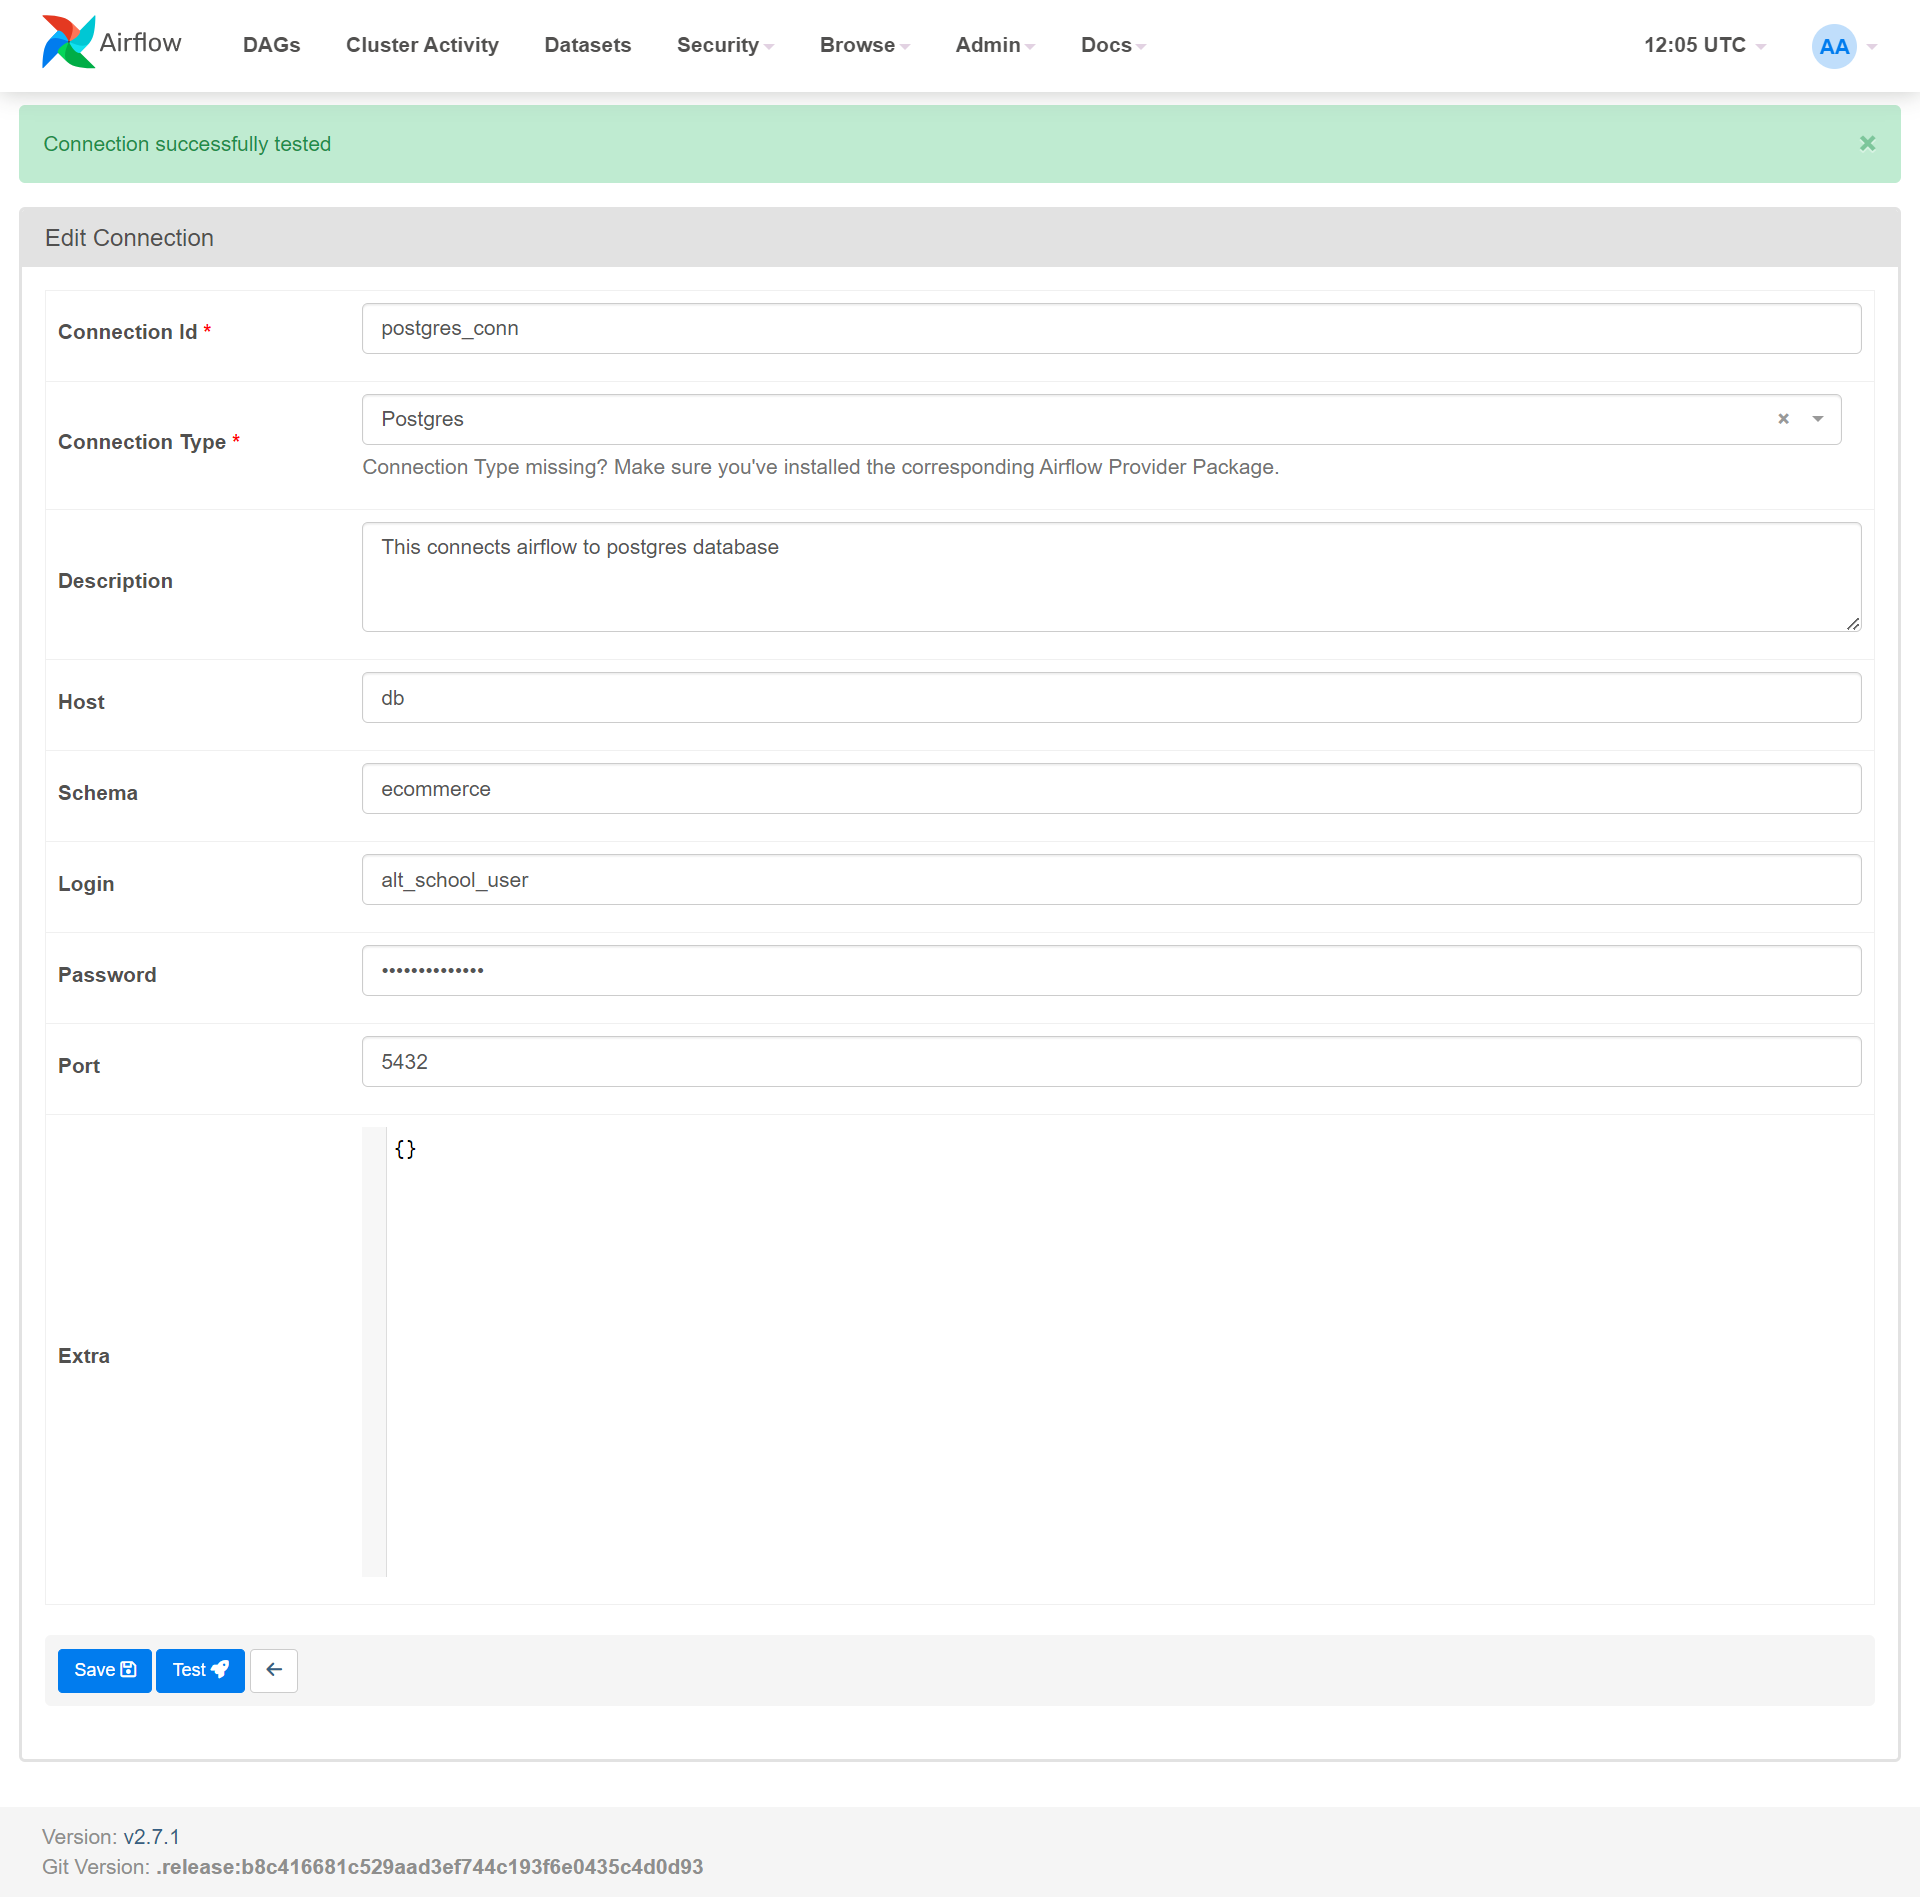 Airflow DAGs Cluster Activity Datasets Security Browse Admin Docs 12:05 UTC AA
Connection successfully tested ×
Edit Connection
Connection Id * postgres_conn
Connection Type * Postgres ×
Connection Type missing? Make sure you've installed the corresponding Airflow Provider Package.
Description This connects airflow to postgres database
Host db
Schema ecommerce
Login alt_school_user
Password ••••••••••••••
Port 5432
Extra {}
Save Test
Version: v2.7.1
Git Version: .release:b8c416681c529aad3ef744c193f6e0435c4d0d93